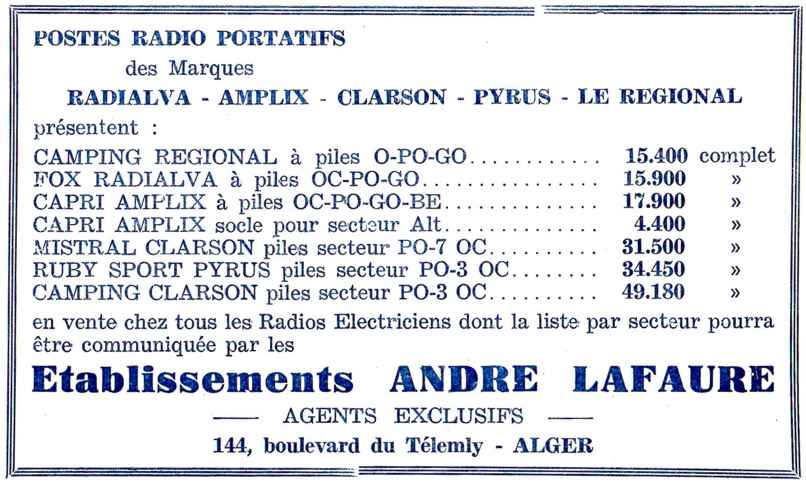 POSTES RADIO PORTATIFS
des Marques
RADIALVA - AMPLIX - CLARSON - PYRUS - LE REGIONAL
présentent :
CAMPING REGIONAL à piles O-PO-GO............ 15.400 complet
FOX RADIALVA à piles OC-PO-GO................ 15.900 »
CAPRI AMPLIX à piles OC-PO-GO-BE.............. 17.900 »
CAPRI AMPLIX socle pour secteur Alt.............. 4.400 »
MISTRAL CLARSON piles secteur PO-7 OC.......... 31.500 »
RUBY SPORT PYRUS piles secteur PO-3 OC........ 34.450 »
CAMPING CLARSON piles secteur PO-3 OC.......... 49.180 »
en vente chez tous les Radios Electriciens dont la liste par secteur pourra
être communiquée par les
Etablissements ANDRE LAFAURE
AGENTS EXCLUSIFS
144, boulevard du Télemly - ALGER